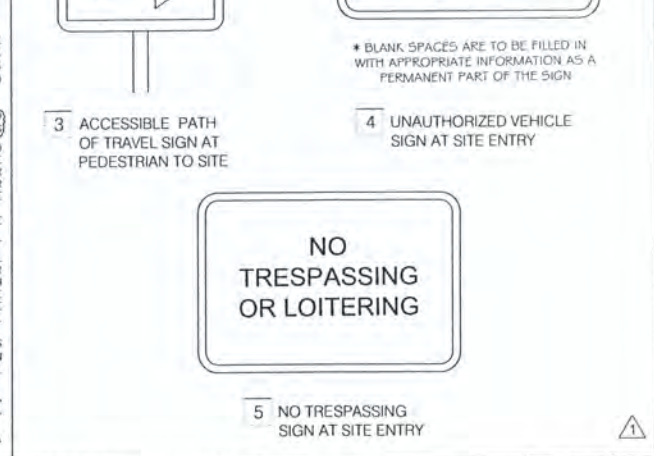 * BLANK SPACES ARE TO BE FILLED IN
WITH APPROPRIATE INFORMATION AS A
PERMANENT PART OF THE SIGN
3 ACCESSIBLE PATH
OF TRAVEL SIGN AT
PEDESTRIAN TO SITE
4 UNAUTHORIZED VEHICLE
SIGN AT SITE ENTRY
NO
TRESPASSING
OR LOITERING
5 NO TRESPASSING
SIGN AT SITE ENTRY
1